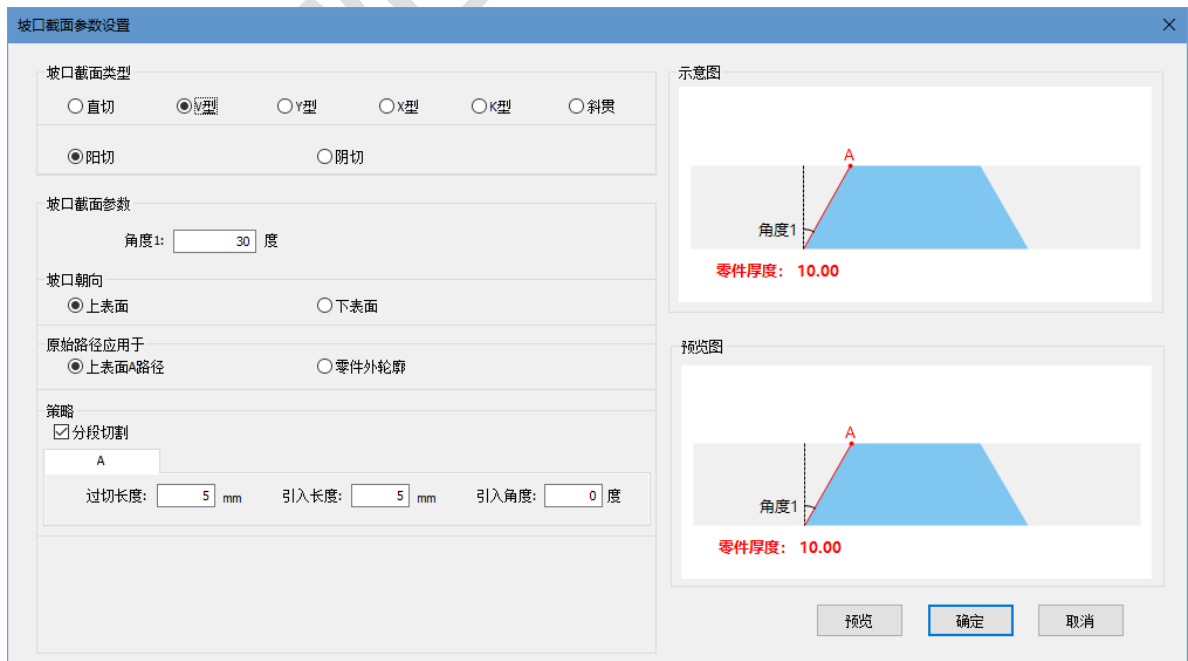 坡口截面参数设置
坡口截面类型
直切 V型 Y型 X型 K型 斜贯
阳切 阴切
坡口截面参数
角度1: 30 度
坡口朝向
上表面 下表面
原始路径应用于
上表面A路径 零件外轮廓
策略
分段切割
A
过切长度: 5 mm 引入长度: 5 mm 引入角度: 0 度
示意图
A
角度1
零件厚度: 10.00
预览图
A
角度1
零件厚度: 10.00
预览 确定 取消